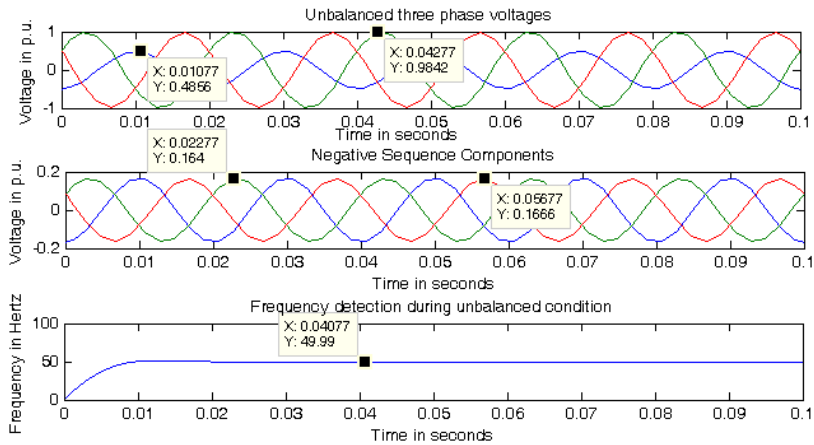 Unbalanced three phase voltages
Voltage in p.u.
1
0
-1
X: 0.01077
Y: 0.4856
X: 0.04277
Y: 0.9842
0 0.01 0.02 0.03 0.04 0.05 0.06 0.07 0.08 0.09 0.1
Time in seconds
X: 0.02277
Y: 0.164
Negative Sequence Components
Voltage in p.u.
0.2
0
-0.2
X: 0.05677
Y: 0.1666
0 0.01 0.02 0.03 0.04 0.05 0.06 0.07 0.08 0.09 0.1
Time in seconds
Frequency detection during unbalanced condition
Frequency in Hertz
100
50
0
X: 0.04077
Y: 49.99
0 0.01 0.02 0.03 0.04 0.05 0.06 0.07 0.08 0.09 0.1
Time in seconds